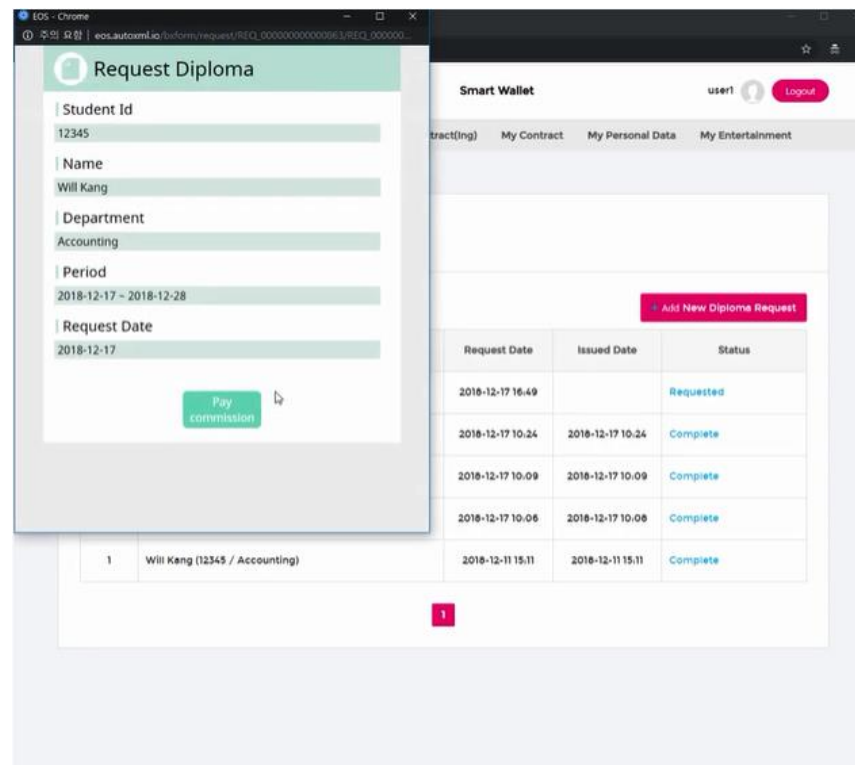 EOS - Chrome
주의 요함 | eos.autoxml.io/bxform/request/REQ_000000000000063/REQ_000000...
Request Diploma
Student Id
12345
Name
Will Kang
Department
Accounting
Period
2018-12-17 ~ 2018-12-28
Request Date
2018-12-17
Pay
commission
Smart Wallet
user1
Logout
tract(Ing) My Contract My Personal Data My Entertainment
+ Add New Diploma Request
Request Date Issued Date Status
2018-12-17 16:49 Requested
2018-12-17 10:24 2018-12-17 10:24 Complete
2018-12-17 10:09 2018-12-17 10:09 Complete
2018-12-17 10:06 2018-12-17 10:08 Complete
1 Will Kang (12345 / Accounting) 2018-12-11 15:11 2018-12-11 15:11 Complete
1